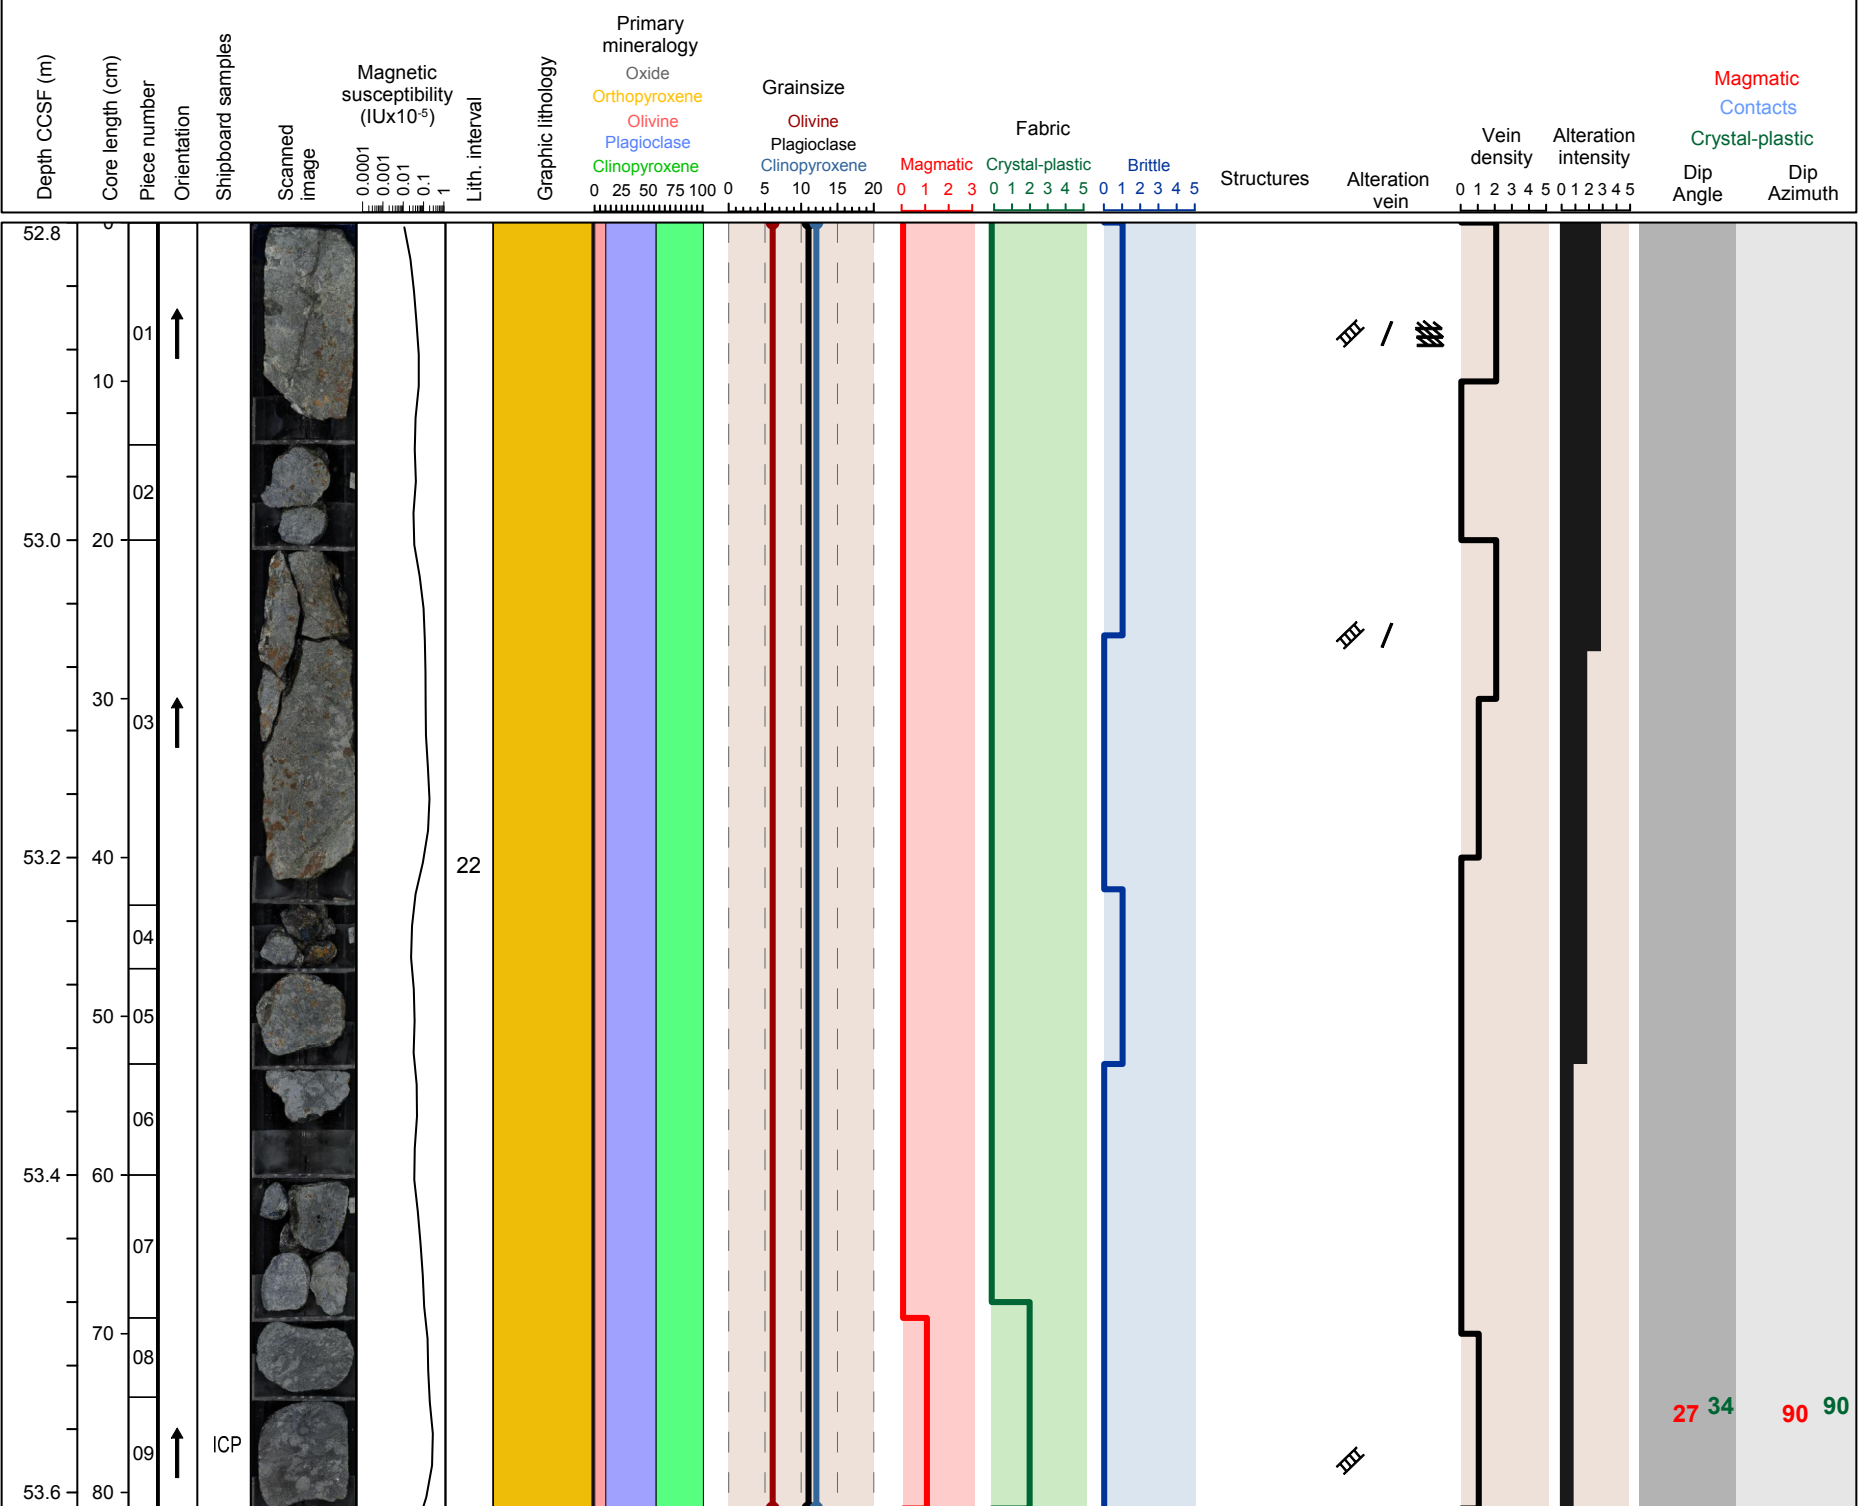 Depth CCSF (m)
Core length (cm)
Piece number
Orientation
Shipboard samples
Scanned
image
Magnetic
susceptibility
(IUx10-5)
0.0001
0.001
0.01
0.1
1
Lith. interval
Graphic lithology
Primary
mineralogy
Oxide
Orthopyroxene
Olivine
Plagioclase
Clinopyroxene
0 25 50 75 100
Grainsize
Olivine
Plagioclase
Clinopyroxene
0 5 10 15 20
Fabric
Magmatic
0 1 2 3
Crystal-plastic
0 1 2 3 4 5
Brittle
0 1 2 3 4 5
Structures
Alteration
vein
Vein
density
0 1 2 3 4 5
Alteration
intensity
0 1 2 3 4 5
Magmatic
Contacts
Crystal-plastic
Dip
Angle
Dip
Azimuth
52.8 0
01
10
02
53.0 20
30
03
53.2 40
22
04
50 05
06
53.4 60
07
70
08
27 34 90 90
09 ICP
53.6 80